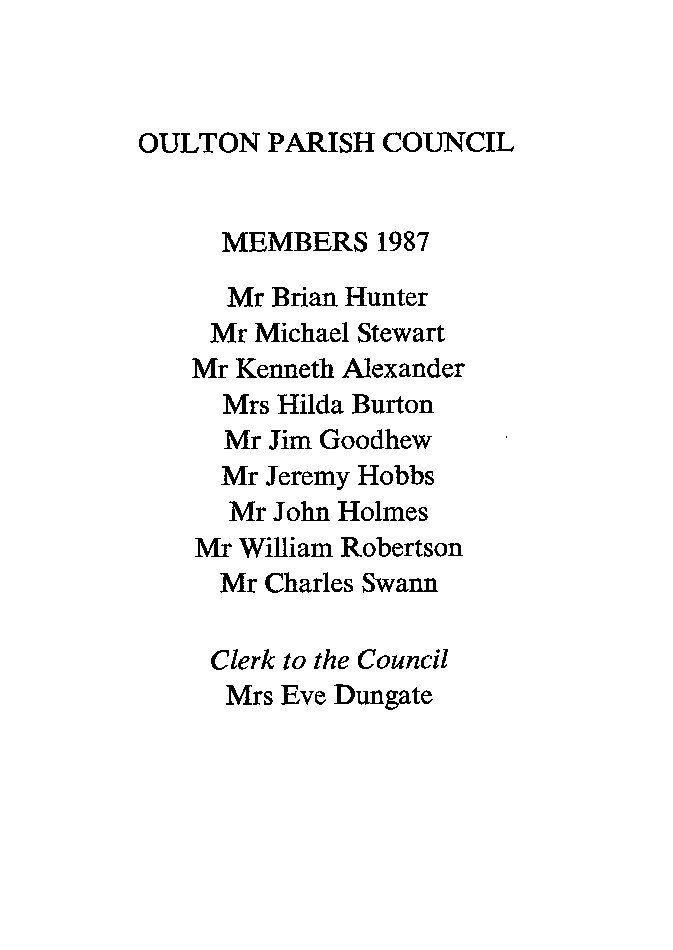 OULTON PARISH COUNCIL
MEMBERS 1987
Mr Brian Hunter
Mr Michael Stewart
Mr Kenneth Alexander
Mrs Hilda Burton
Mr Jim Goodhew
Mr Jeremy Hobbs
Mr John Holmes
Mr William Robertson
Mr Charles Swann
Clerk to the Council
Mrs Eve Dungate